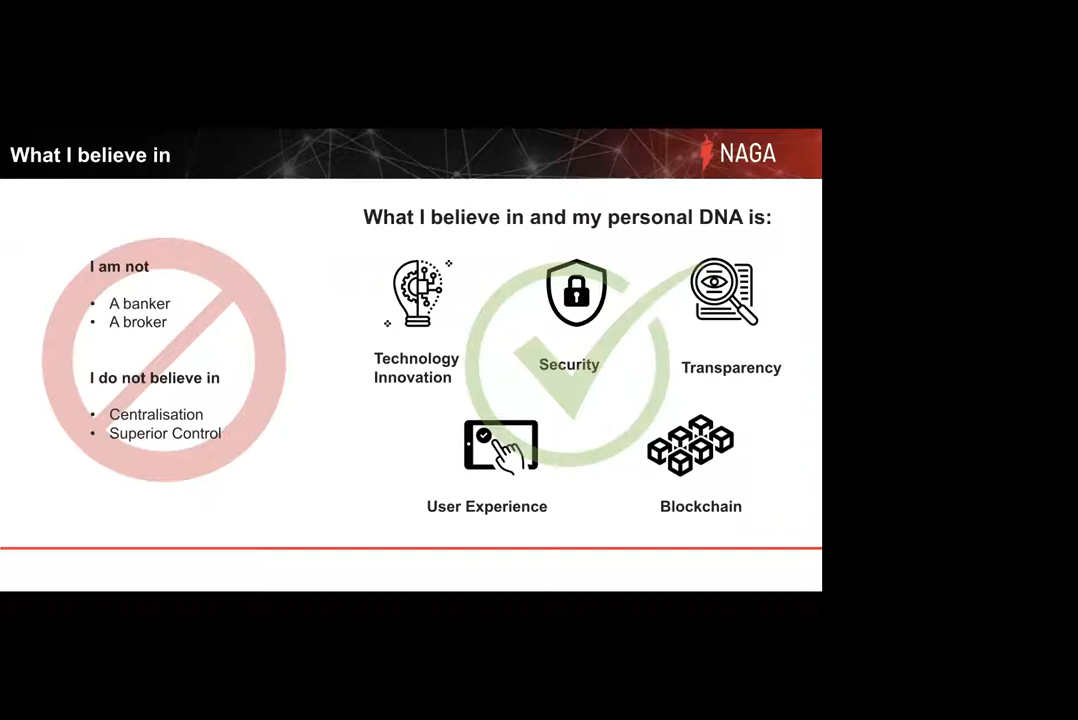 What I believe in
NAGA
I am not
• A banker
• A broker
I do not believe in
• Centralisation
• Superior Control
What I believe in and my personal DNA is:
Technology
Innovation
Security
Transparency
User Experience
Blockchain